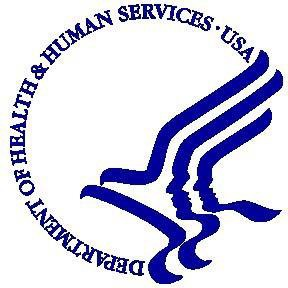 DEPARTMENT OF HEALTH & HUMAN SERVICES · USA